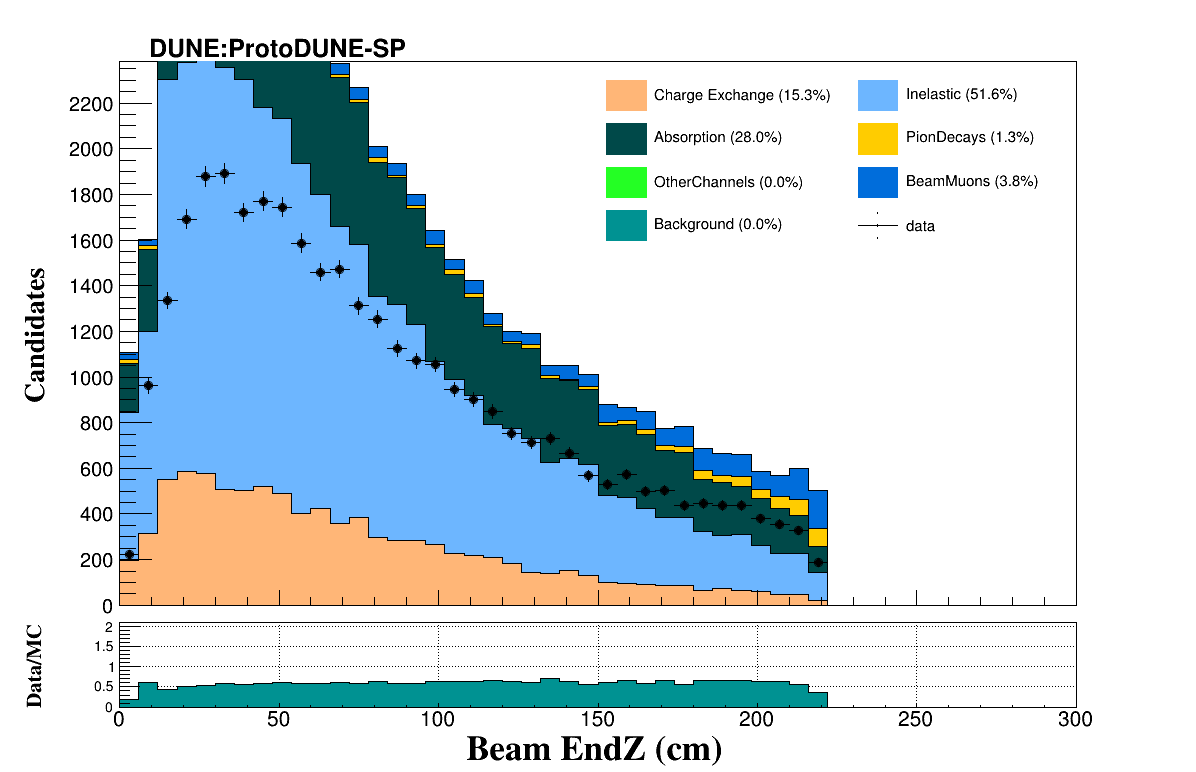 DUNE:ProtoDUNE-SP
Candidates
2200
2000
1800
1600
1400
1200
1000
800
600
400
200
0
Charge Exchange (15.3%)
Inelastic (51.6%)
Absorption (28.0%)
PionDecays (1.3%)
OtherChannels (0.0%)
BeamMuons (3.8%)
Background (0.0%)
data
Data/MC
2
1.5
1
0.5
0
0 50 100 150 200 250 300
Beam EndZ (cm)